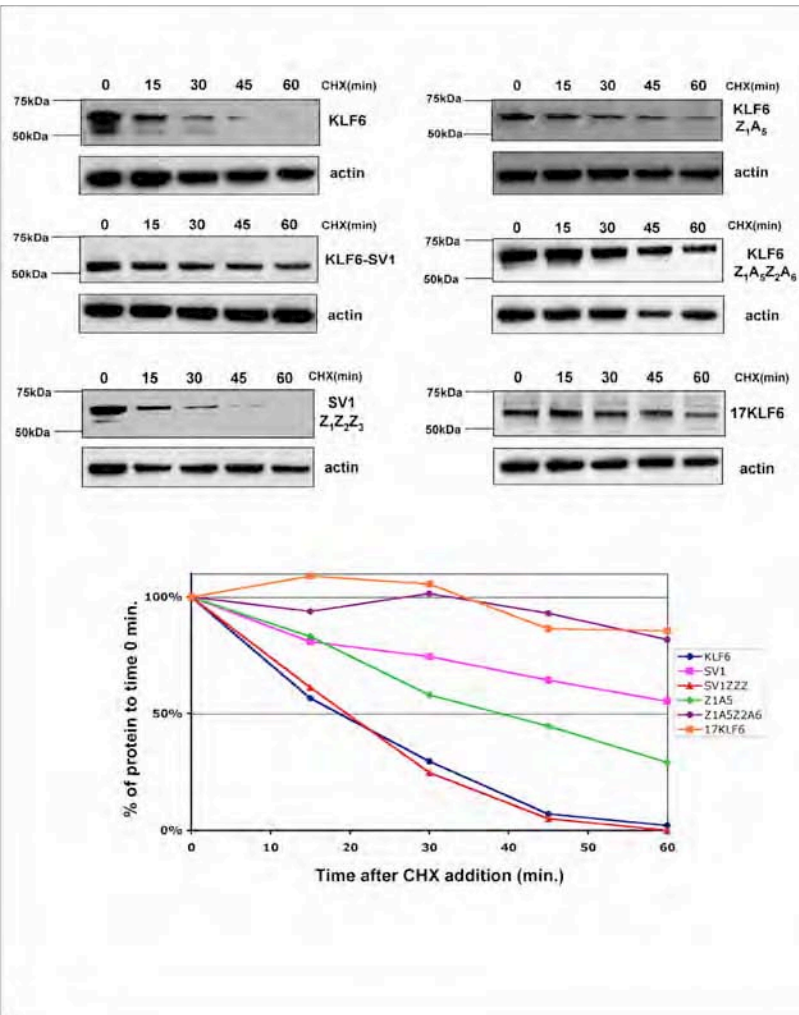 0 15 30 45 60 CHX(min)
75kDa
50kDa
KLF6
actin
0 15 30 45 60 CHX(min)
75kDa
50kDa
KLF6-SV1
actin
0 15 30 45 60 CHX(min)
75kDa
50kDa
SV1
Z₁Z₂Z₃
actin
0 15 30 45 60 CHX(min)
75kDa
50kDa
KLF6
Z₁A₅
actin
0 15 30 45 60 CHX(min)
75kDa
50kDa
KLF6
Z₁A₅Z₂A₆
actin
0 15 30 45 60 CHX(min)
75kDa
50kDa
17KLF6
actin
% of protein to time 0 min.
100%
50%
0%
0 10 20 30 40 50 60
Time after CHX addition (min.)
KLF6
SV1
SV1ZZZ
Z1A5
Z1A5Z2A6
17KLF6